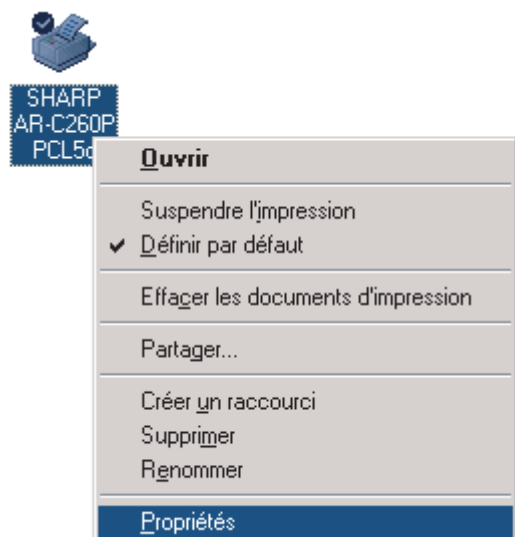 SHARP
AR-C260P
PCL5c
Ouvrir
Suspendre l'impression
Définir par défaut
Effacer les documents d'impression
Partager...
Créer un raccourci
Supprimer
Renommer
Propriétés